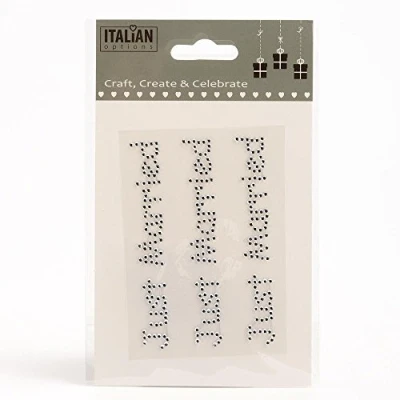 ITALIAN
options
Craft, Create & Celebrate
Just Married
Just Married
Just Married